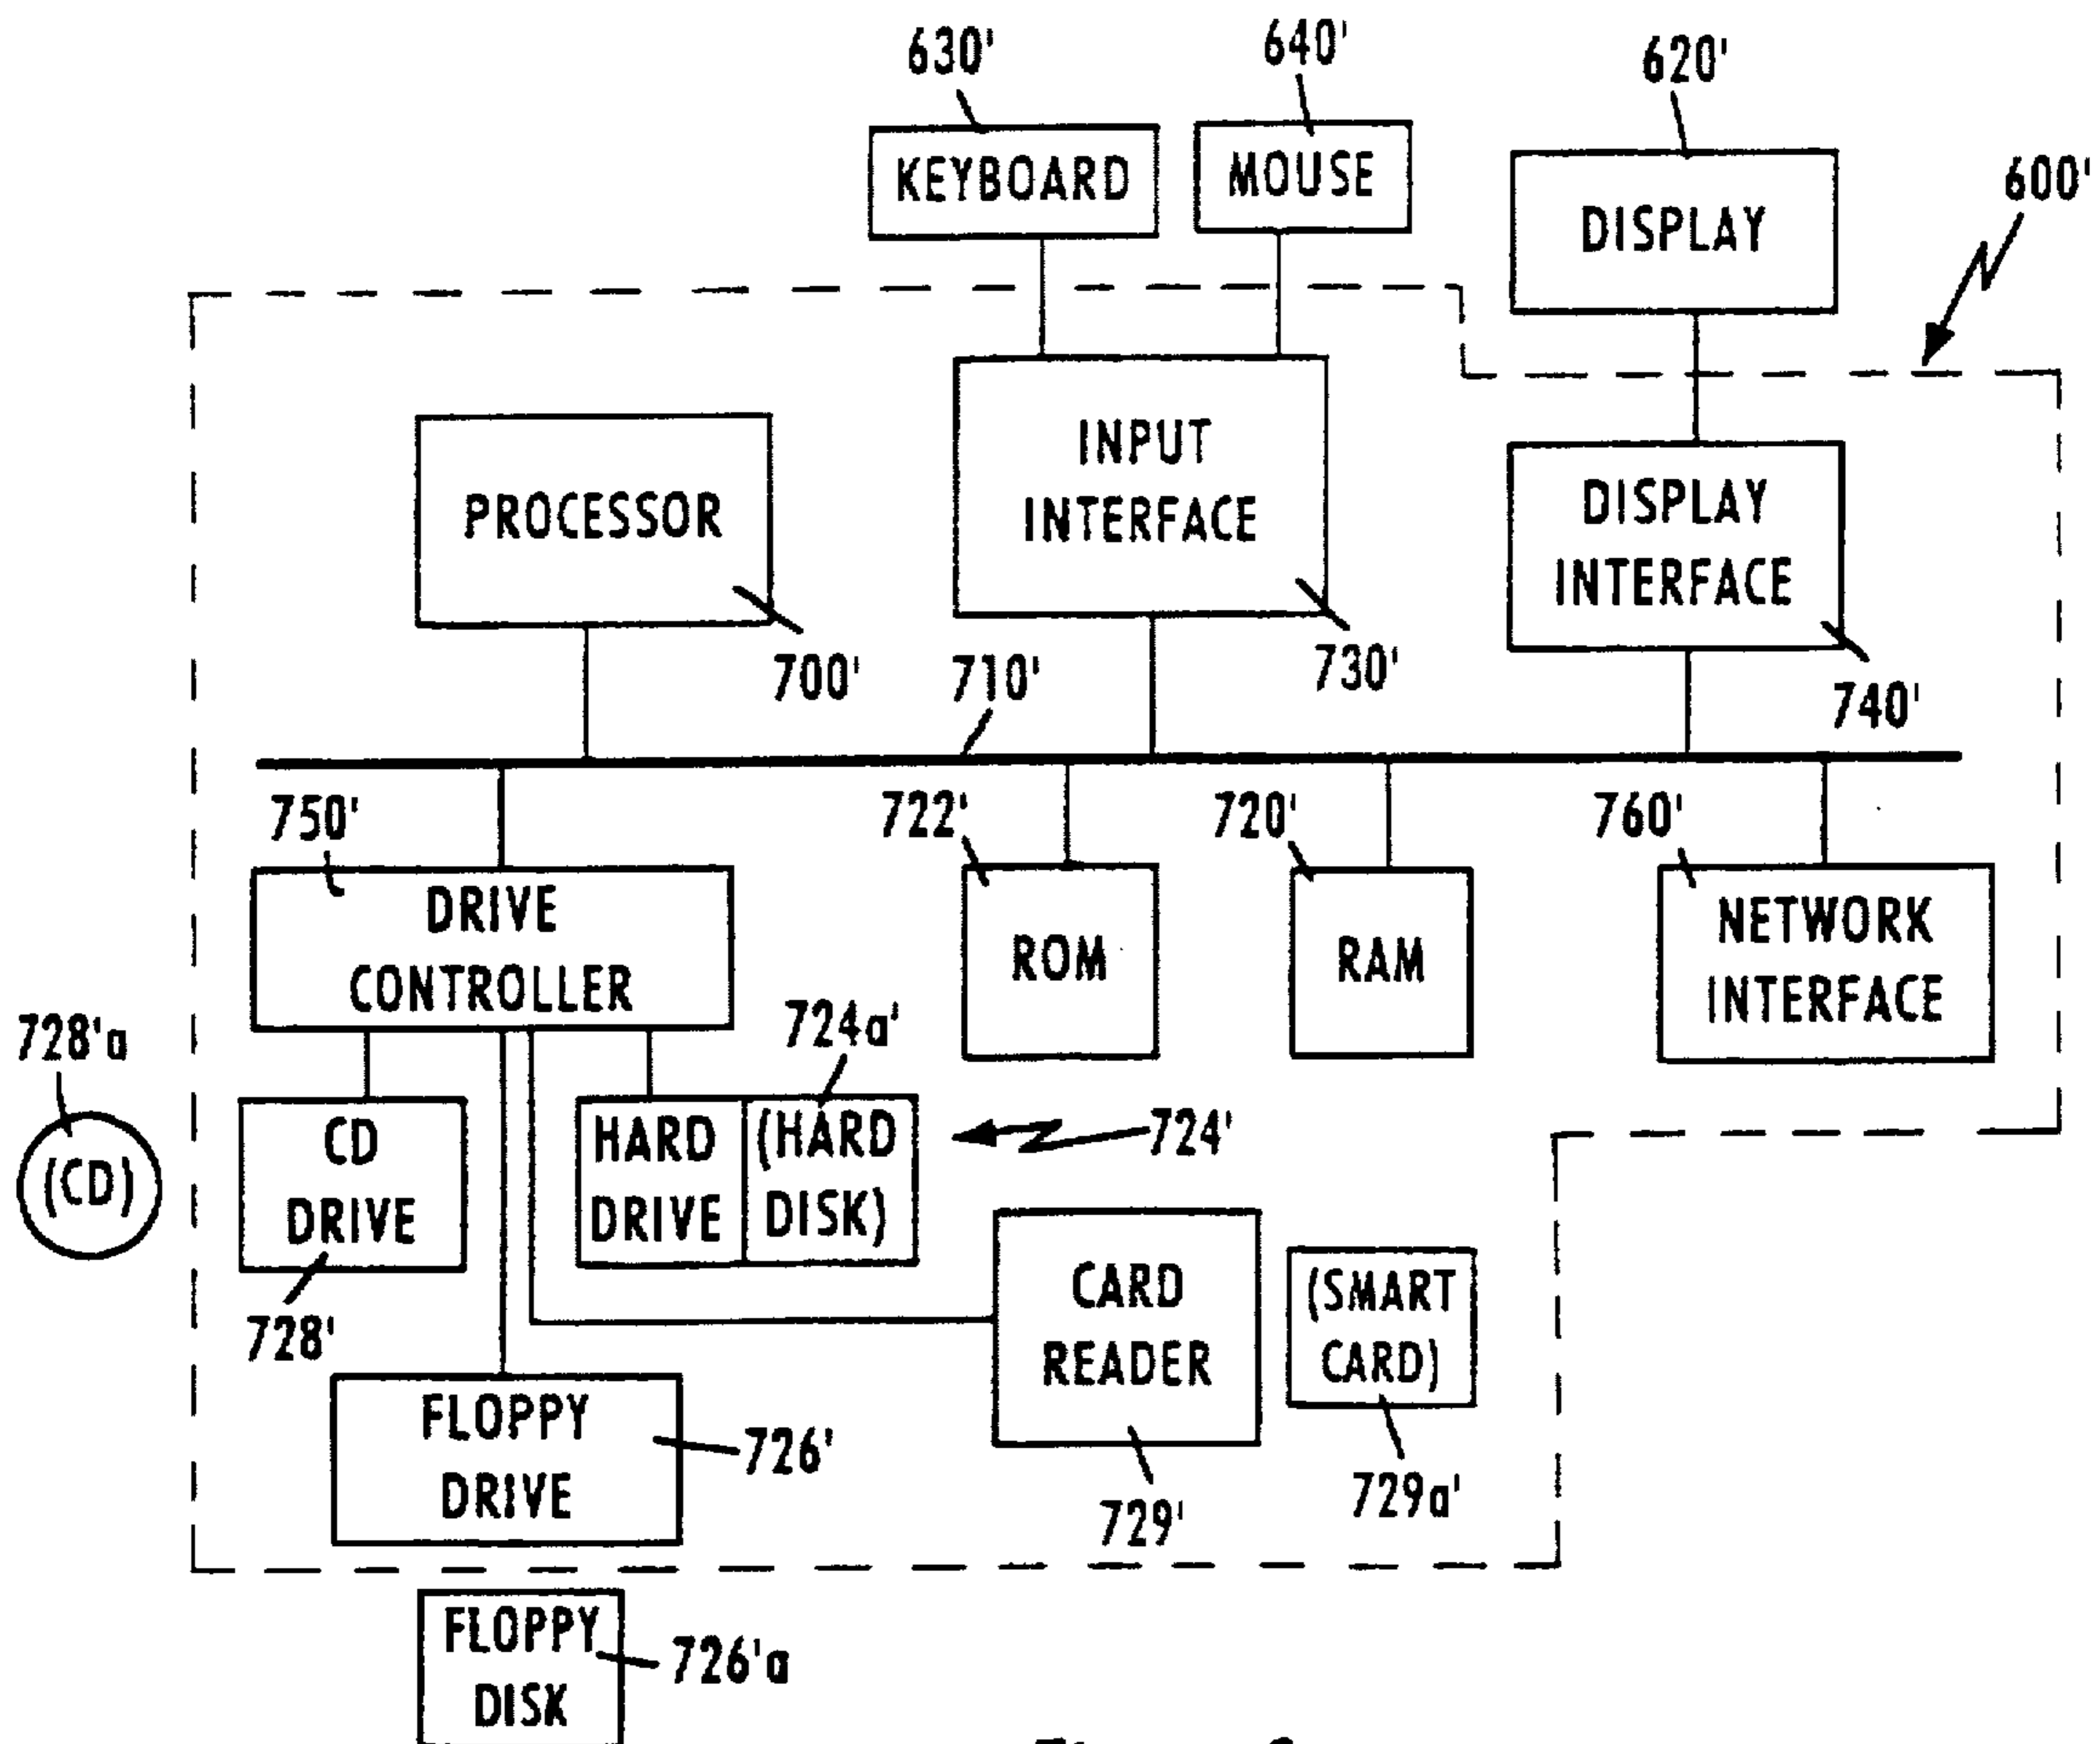 630'
640'
620'
600'
KEYBOARD
MOUSE
DISPLAY
PROCESSOR
INPUT
INTERFACE
DISPLAY
INTERFACE
700'
710'
730'
740'
750'
722'
720'
760'
DRIVE
CONTROLLER
ROM
RAM
NETWORK
INTERFACE
728'a
724a'
(CD)
CD
DRIVE
HARD
DRIVE
(HARD
DISK)
724'
728'
CARD
READER
(SMART
CARD)
FLOPPY
DRIVE
726'
729'
729a'
FLOPPY
DISK
726'a